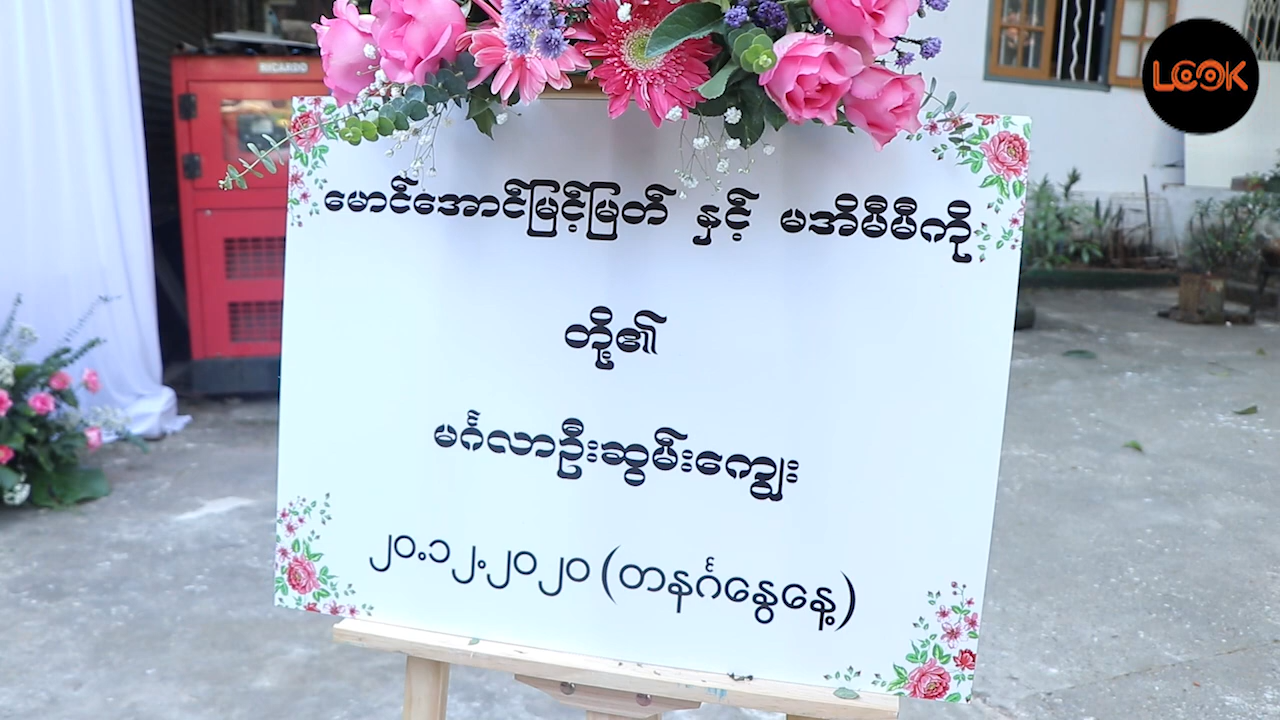 LOOK
RICARDO
မောင်အောင်မြင့်မြတ် နှင့် မအိမီမီကို
တို့၏
မင်္ဂလာဦးဆွမ်းကျွေး
၂၀.၁၂.၂၀၂၀ (တနင်္ဂနွေနေ့)